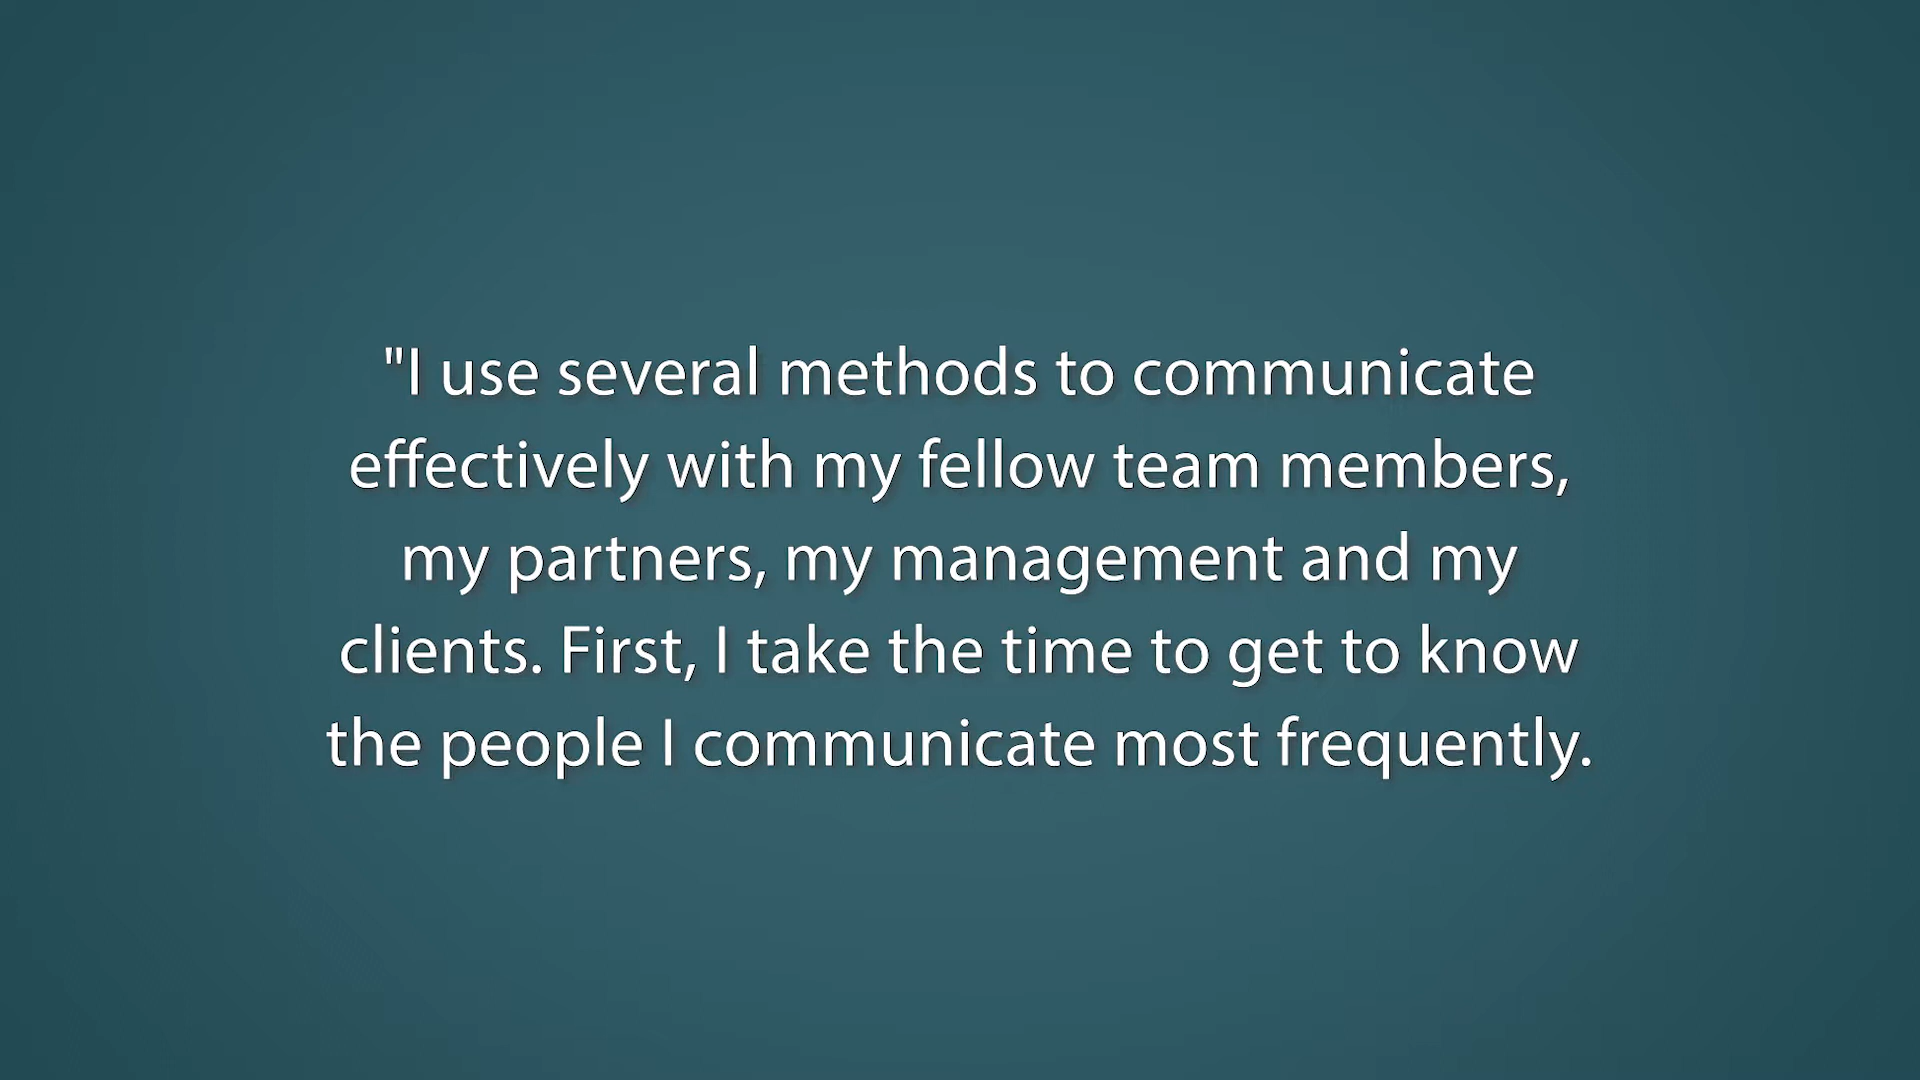 "I use several methods to communicate
effectively with my fellow team members,
my partners, my management and my
clients. First, I take the time to get to know
the people I communicate most frequently.